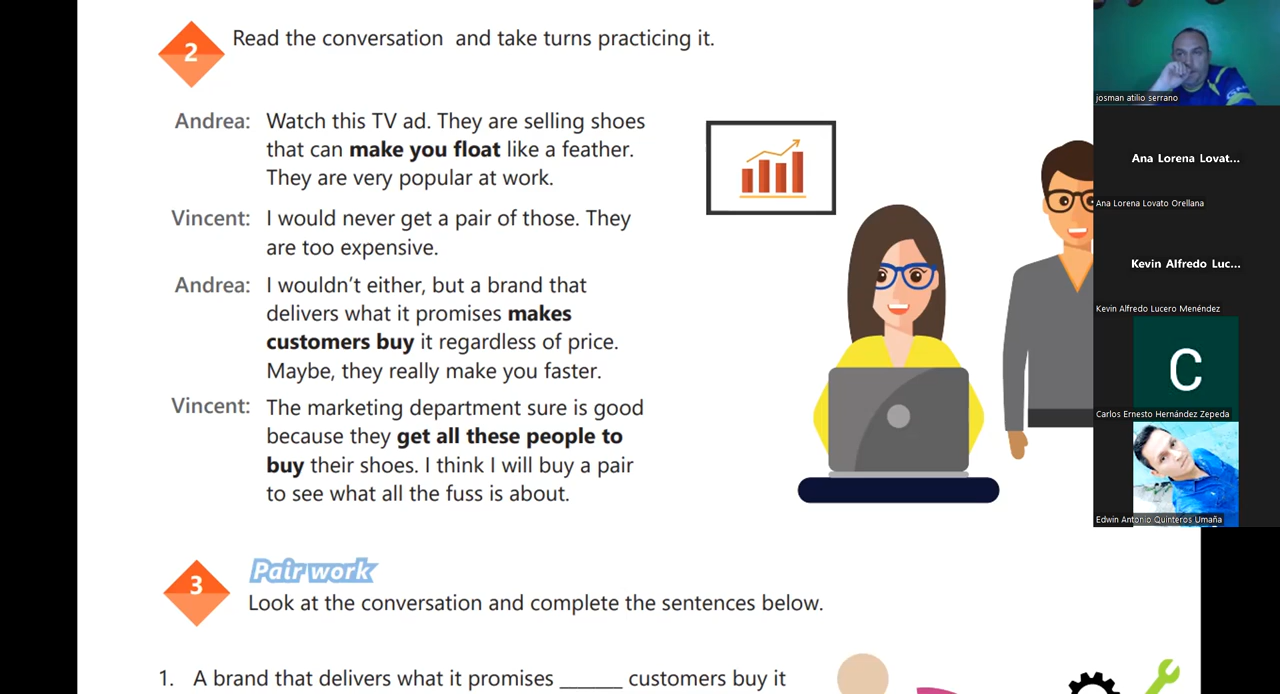 2
Read the conversation and take turns practicing it.
Andrea: Watch this TV ad. They are selling shoes
that can make you float like a feather.
They are very popular at work.
Vincent: I would never get a pair of those. They
are too expensive.
Andrea: I wouldn't either, but a brand that
delivers what it promises makes
customers buy it regardless of price.
Maybe, they really make you faster.
Vincent: The marketing department sure is good
because they get all these people to
buy their shoes. I think I will buy a pair
to see what all the fuss is about.
3
Pair work
Look at the conversation and complete the sentences below.
1. A brand that delivers what it promises ______ customers buy it
josman atilio serrano
Ana Lorena Lovat...
Ana Lorena Lovato Orellana
Kevin Alfredo Luc...
Kevin Alfredo Lucero Menéndez
C
Carlos Ernesto Hernández Zepeda
Edwin Antonio Quinteros Umaña